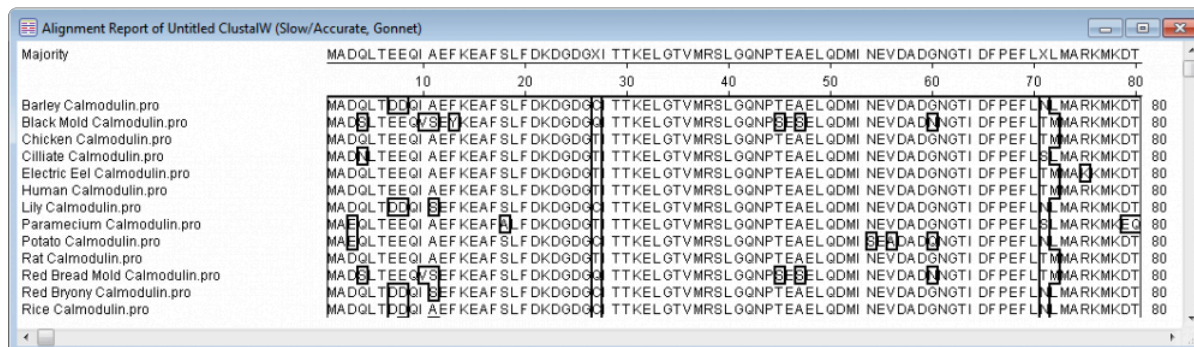 Alignment Report of Untitled ClustalW (Slow/Accurate, Gonnet)
Majority MADQLTEEQIAEFKEAFSLFDKDGDGXITTKELGTVMRSLGQNPTEAELQDMINEVDADGNGTIDFPEFLXLMARKMKDT
10 20 30 40 50 60 70 80
Barley Calmodulin.pro MADQLTDDQIAEFKEAFSLFDKDGDGCITTKELGTVMRSLGQNPTEAELQDMINEVDADGNGTIDFPEFLNLMARKMKDT 80
Black Mold Calmodulin.pro MADSLTEEQVSEYKEAFSLFDKDGDGQITTKELGTVMRSLGQNPSESELQDMINEVDADNNGTIDFPEFLTMMARKMKDT 80
Chicken Calmodulin.pro MADQLTEEQIAEFKEAFSLFDKDGDGTITTKELGTVMRSLGQNPTEAELQDMINEVDADGNGTIDFPEFLTMMARKMKDT 80
Cilliate Calmodulin.pro MADNLTEEQIAEFKEAFSLFDKDGDGTITTKELGTVMRSLGQNPTEAELQDMINEVDADGNGTIDFPEFLSLMARKMKDT 80
Electric Eel Calmodulin.pro MADQLTEEQIAEFKEAFSLFDKDGDGTITTKELGTVMRSLGQNPTEAELQDMINEVDADGNGTIDFPEFLTMMAKKMKDT 80
Human Calmodulin.pro MADQLTEEQIAEFKEAFSLFDKDGDGTITTKELGTVMRSLGQNPTEAELQDMINEVDADGNGTIDFPEFLTMMARKMKDT 80
Lily Calmodulin.pro MADQLTDDQISEFKEAFSLFDKDGDGCITTKELGTVMRSLGQNPTEAELQDMINEVDADGNGTIDFPEFLNLMARKMKDT 80
Paramecium Calmodulin.pro MAEQLTEEQIAEFKEAFALFDKDGDGTITTKELGTVMRSLGQNPTEAELQDMINEVDADGNGTIDFPEFLSLMARKMKEQ 80
Potato Calmodulin.pro MAEQLTEEQIAEFKEAFSLFDKDGDGCITTKELGTVMRSLGQNPTEAELQDMISEADADQNGTIDFPEFLNLMARKMKDT 80
Rat Calmodulin.pro MADQLTEEQIAEFKEAFSLFDKDGDGTITTKELGTVMRSLGQNPTEAELQDMINEVDADGNGTIDFPEFLTMMARKMKDT 80
Red Bread Mold Calmodulin.pro MADSLTEEQVSEFKEAFSLFDKDGDGQITTKELGTVMRSLGQNPSESELQDMINEVDADNNGTIDFPEFLTMMARKMKDT 80
Red Bryony Calmodulin.pro MADQLTDDQISEFKEAFSLFDKDGDGCITTKELGTVMRSLGQNPTEAELQDMINEVDADGNGTIDFPEFLNLMARKMKDT 80
Rice Calmodulin.pro MADQLTDDQIAEFKEAFSLFDKDGDGCITTKELGTVMRSLGQNPTEAELQDMINEVDADGNGTIDFPEFLNLMARKMKDT 80